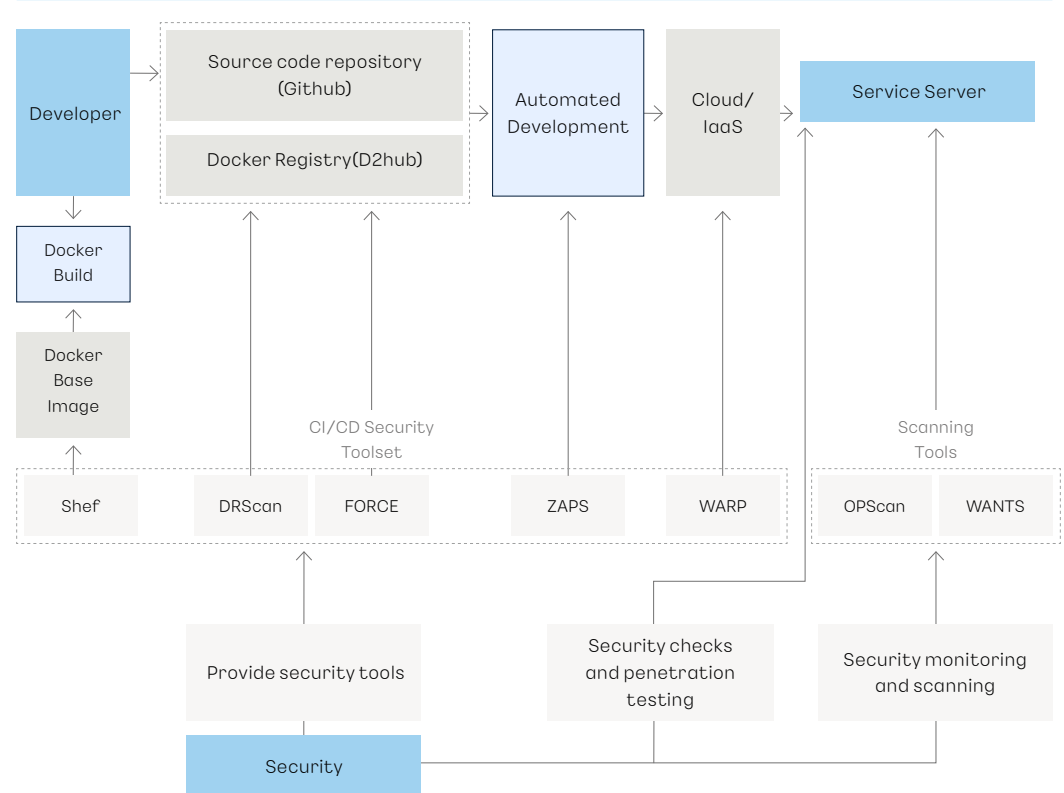 Developer
Source code repository
(Github)
Docker Registry(D2hub)
Automated
Development
Cloud/
IaaS
Service Server
Docker
Build
Docker
Base
Image
CI/CD Security
Toolset
Scanning
Tools
Shef
DRScan
FORCE
ZAPS
WARP
OPScan
WANTS
Provide security tools
Security checks
and penetration
testing
Security monitoring
and scanning
Security